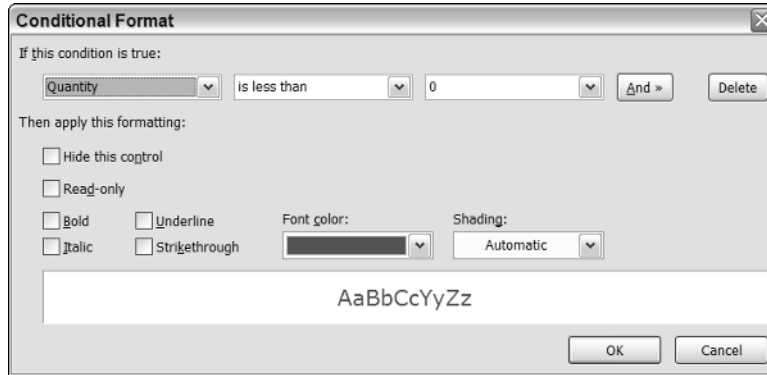 Conditional Format
If this condition is true:
Quantity is less than 0 And » Delete
Then apply this formatting:
Hide this control
Read-only
Bold Underline Font color: Shading:
Italic Strikethrough Automatic
AaBbCcYyZz
OK Cancel